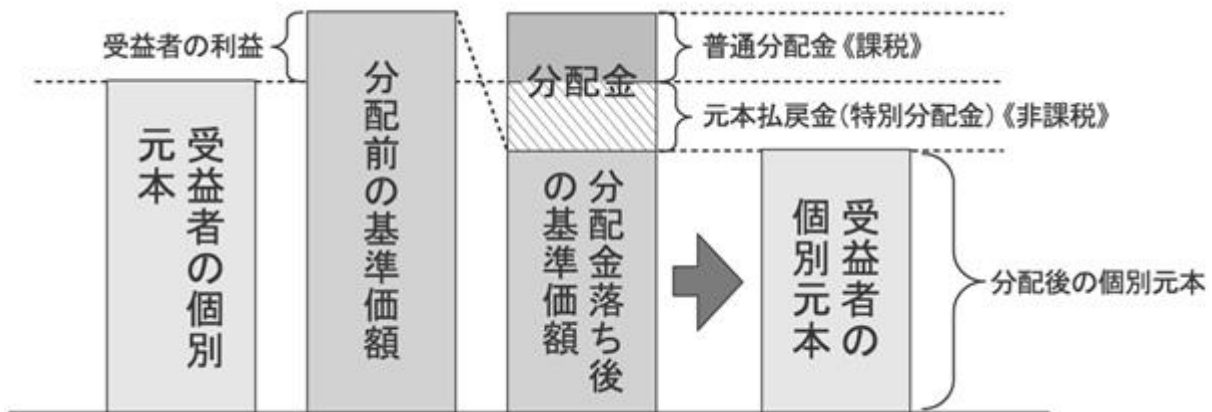 受益者の利益
受益者の個別
元本
分配前の基準価額
分配金
分配金落ち後
の基準価額
普通分配金《課税》
元本払戻金(特別分配金)《非課税》
受益者の
個別元本
分配後の個別元本